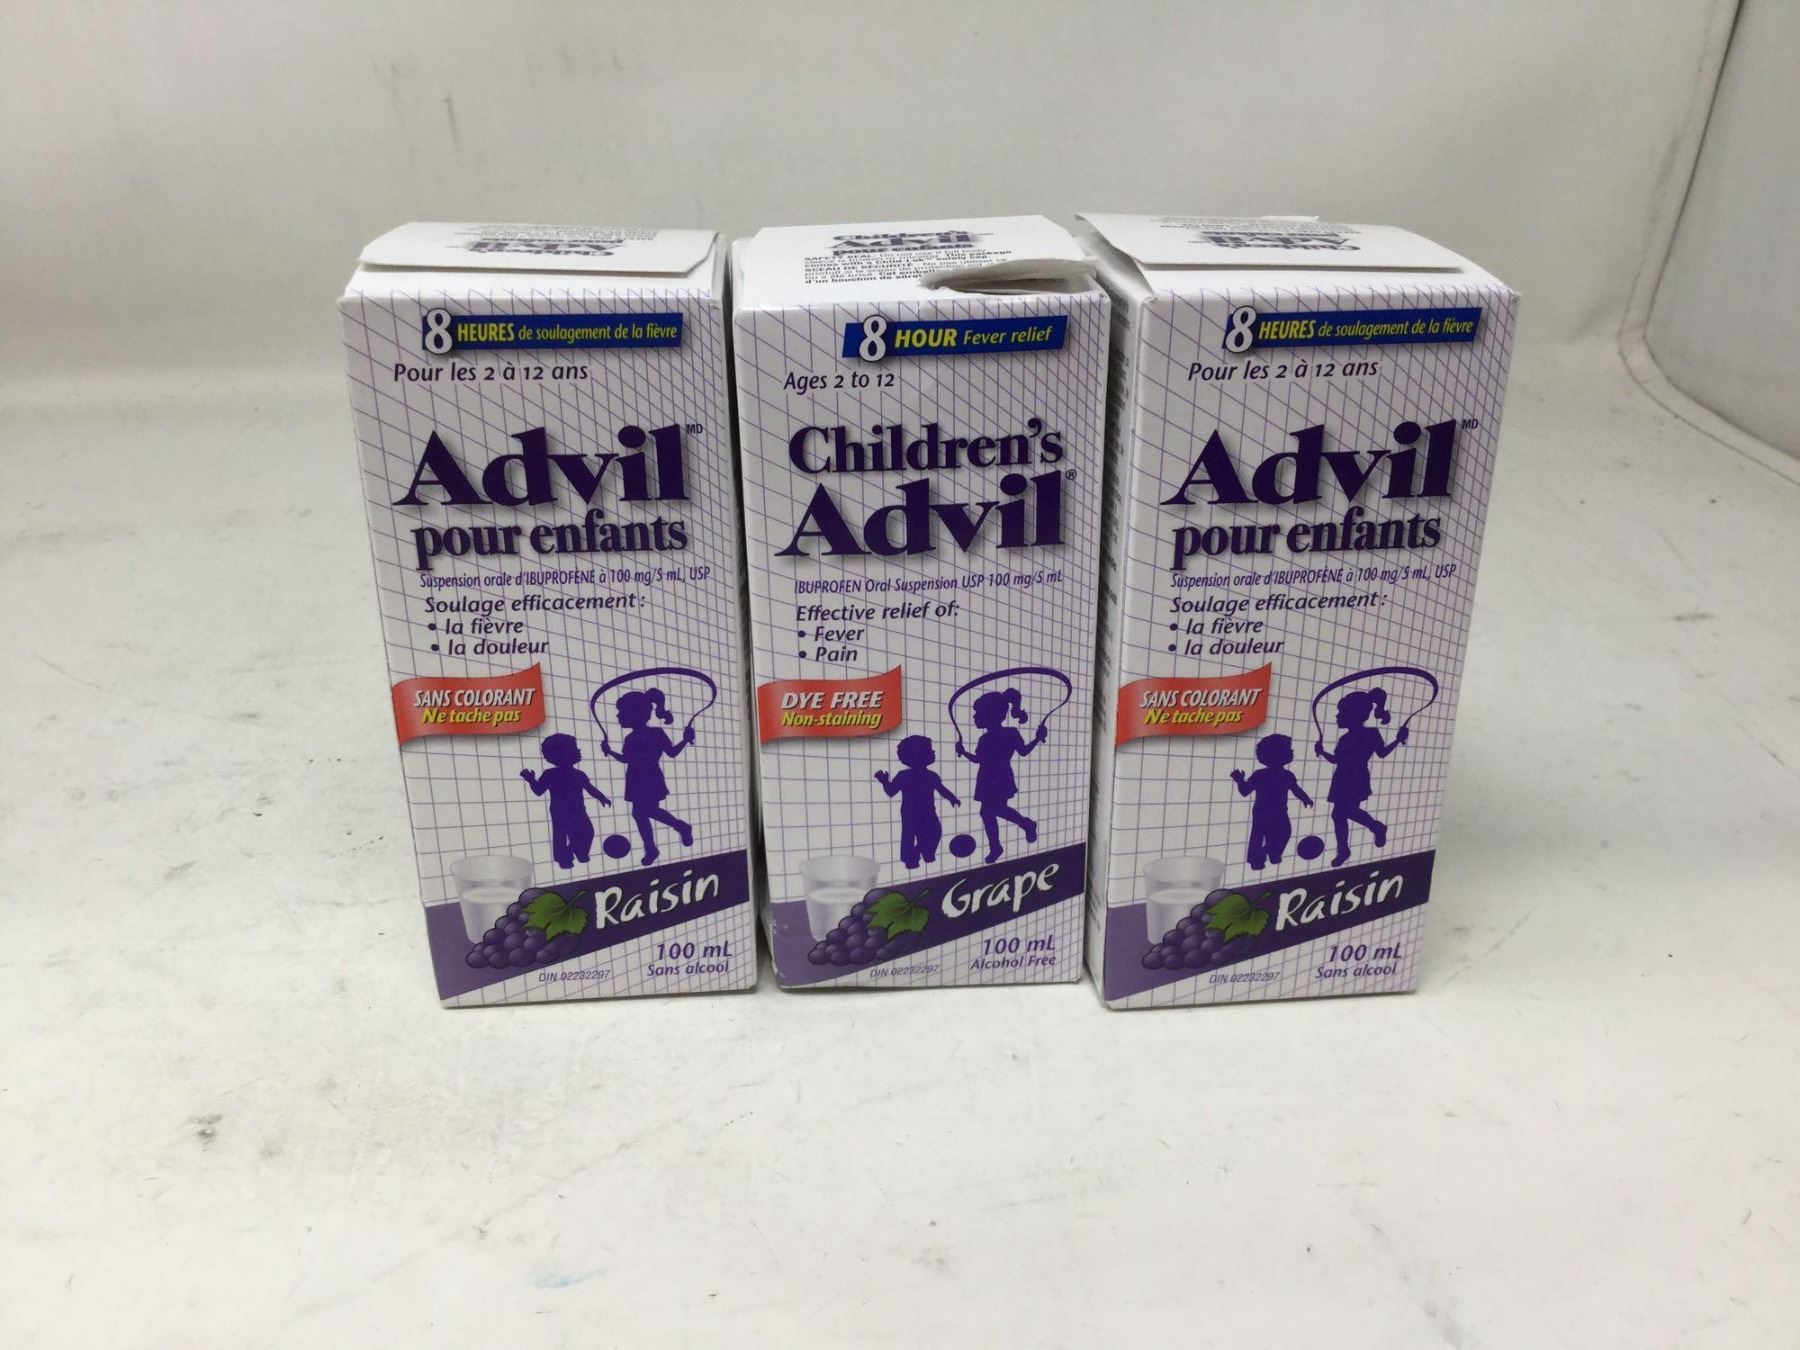 8 HEURES de soulagement de la fièvre
Pour les 2 à 12 ans
Advil MD
pour enfants
Suspension orale d'IBUPROFÈNE à 100 mg/5 mL, USP
Soulage efficacement :
• la fièvre
• la douleur
SANS COLORANT
Ne tache pas
Raisin
100 mL
Sans alcool
DIN 02232297
Children's
Advil
pour enfants
8 HOUR Fever relief
Ages 2 to 12
Children's
Advil®
IBUPROFEN Oral Suspension USP 100 mg/5 mL
Effective relief of:
• Fever
• Pain
DYE FREE
Non-staining
Grape
100 mL
Alcohol Free
DIN 02232297
8 HEURES de soulagement de la fièvre
Pour les 2 à 12 ans
Advil MD
pour enfants
Suspension orale d'IBUPROFÈNE à 100 mg/5 mL, USP
Soulage efficacement :
• la fièvre
• la douleur
SANS COLORANT
Ne tache pas
Raisin
100 mL
Sans alcool
DIN 02232297